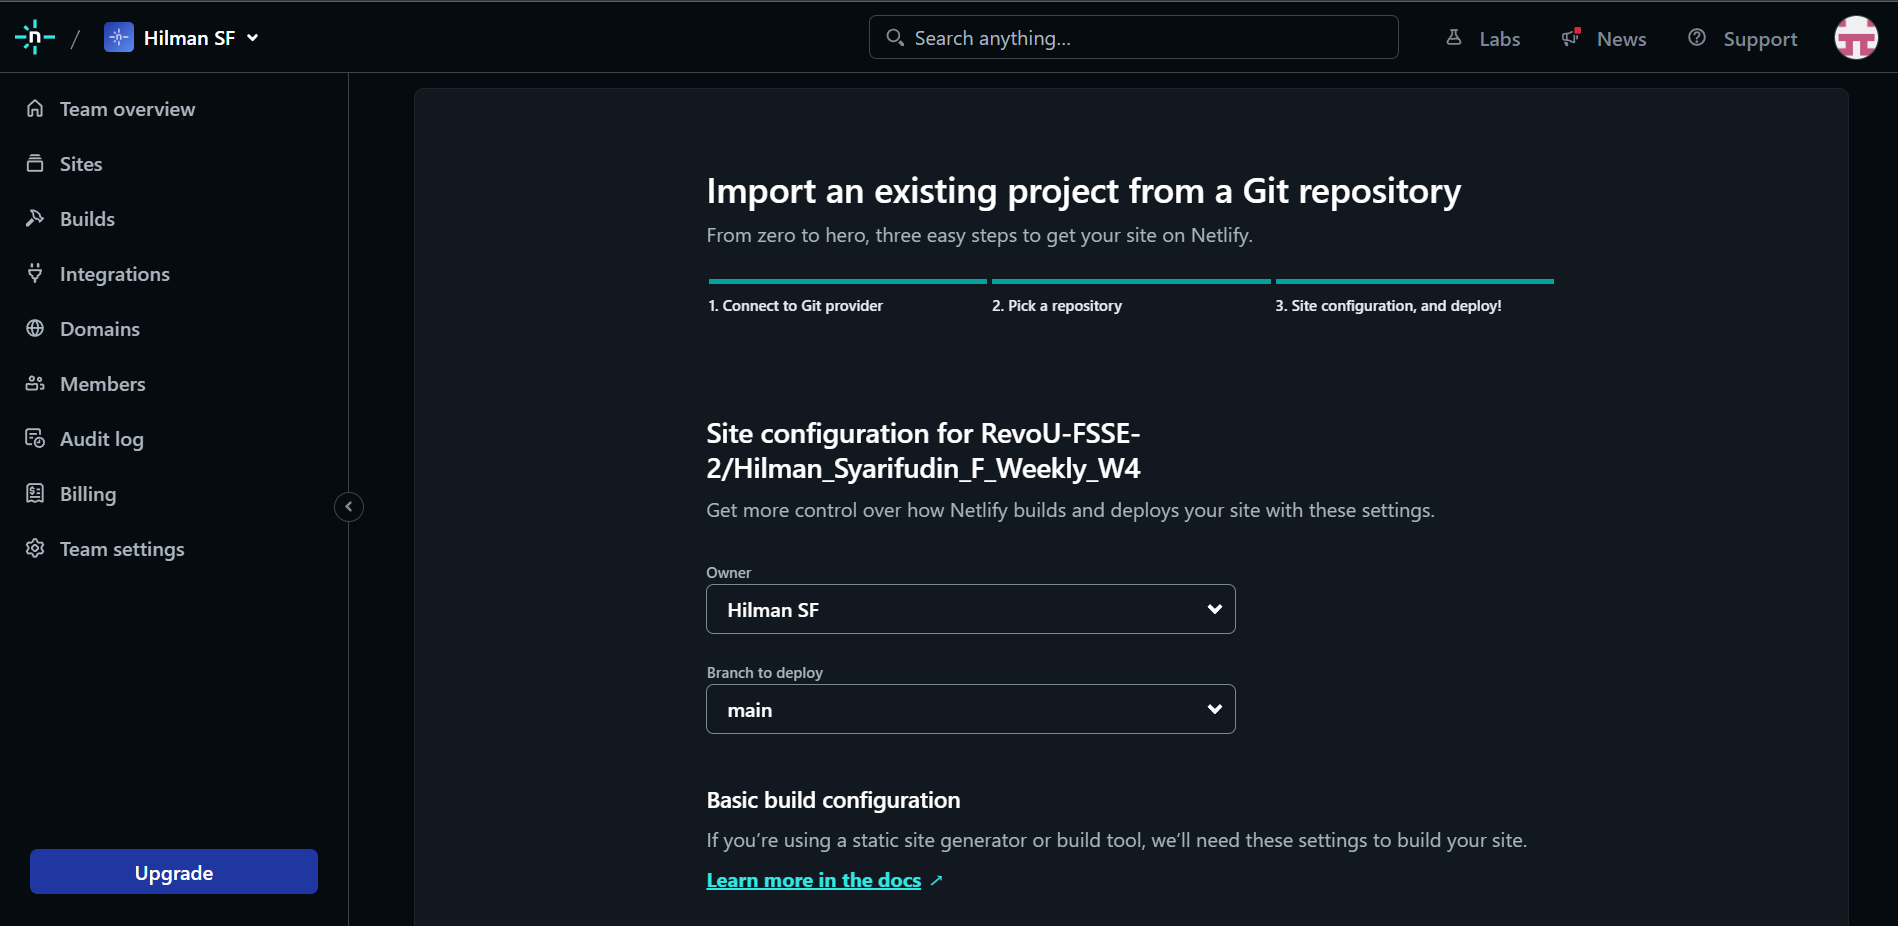 n / Hilman SF
Search anything...
Labs
News
Support
Team overview
Sites
Builds
Integrations
Domains
Members
Audit log
Billing
Team settings
Upgrade
Import an existing project from a Git repository
From zero to hero, three easy steps to get your site on Netlify.
1. Connect to Git provider
2. Pick a repository
3. Site configuration, and deploy!
Site configuration for RevoU-FSSE-
2/Hilman_Syarifudin_F_Weekly_W4
Get more control over how Netlify builds and deploys your site with these settings.
Owner
Hilman SF
Branch to deploy
main
Basic build configuration
If you’re using a static site generator or build tool, we’ll need these settings to build your site.
Learn more in the docs ↗